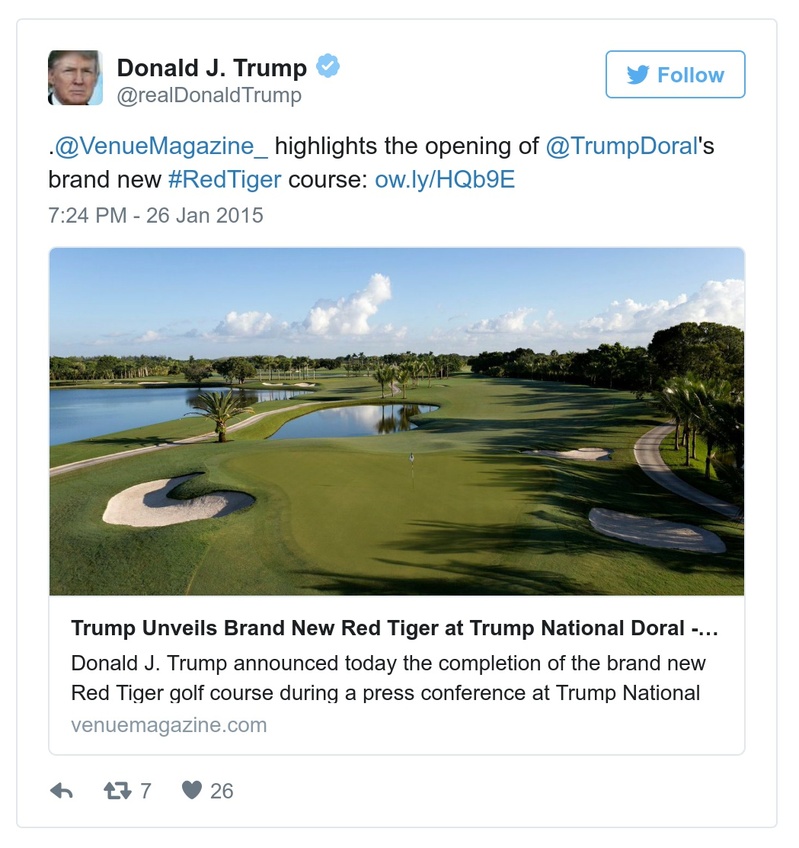 Donald J. Trump
@realDonaldTrump
Follow
.@VenueMagazine_ highlights the opening of @TrumpDoral's
brand new #RedTiger course: ow.ly/HQb9E
7:24 PM - 26 Jan 2015
Trump Unveils Brand New Red Tiger at Trump National Doral -...
Donald J. Trump announced today the completion of the brand new
Red Tiger golf course during a press conference at Trump National
venuemagazine.com
7
26